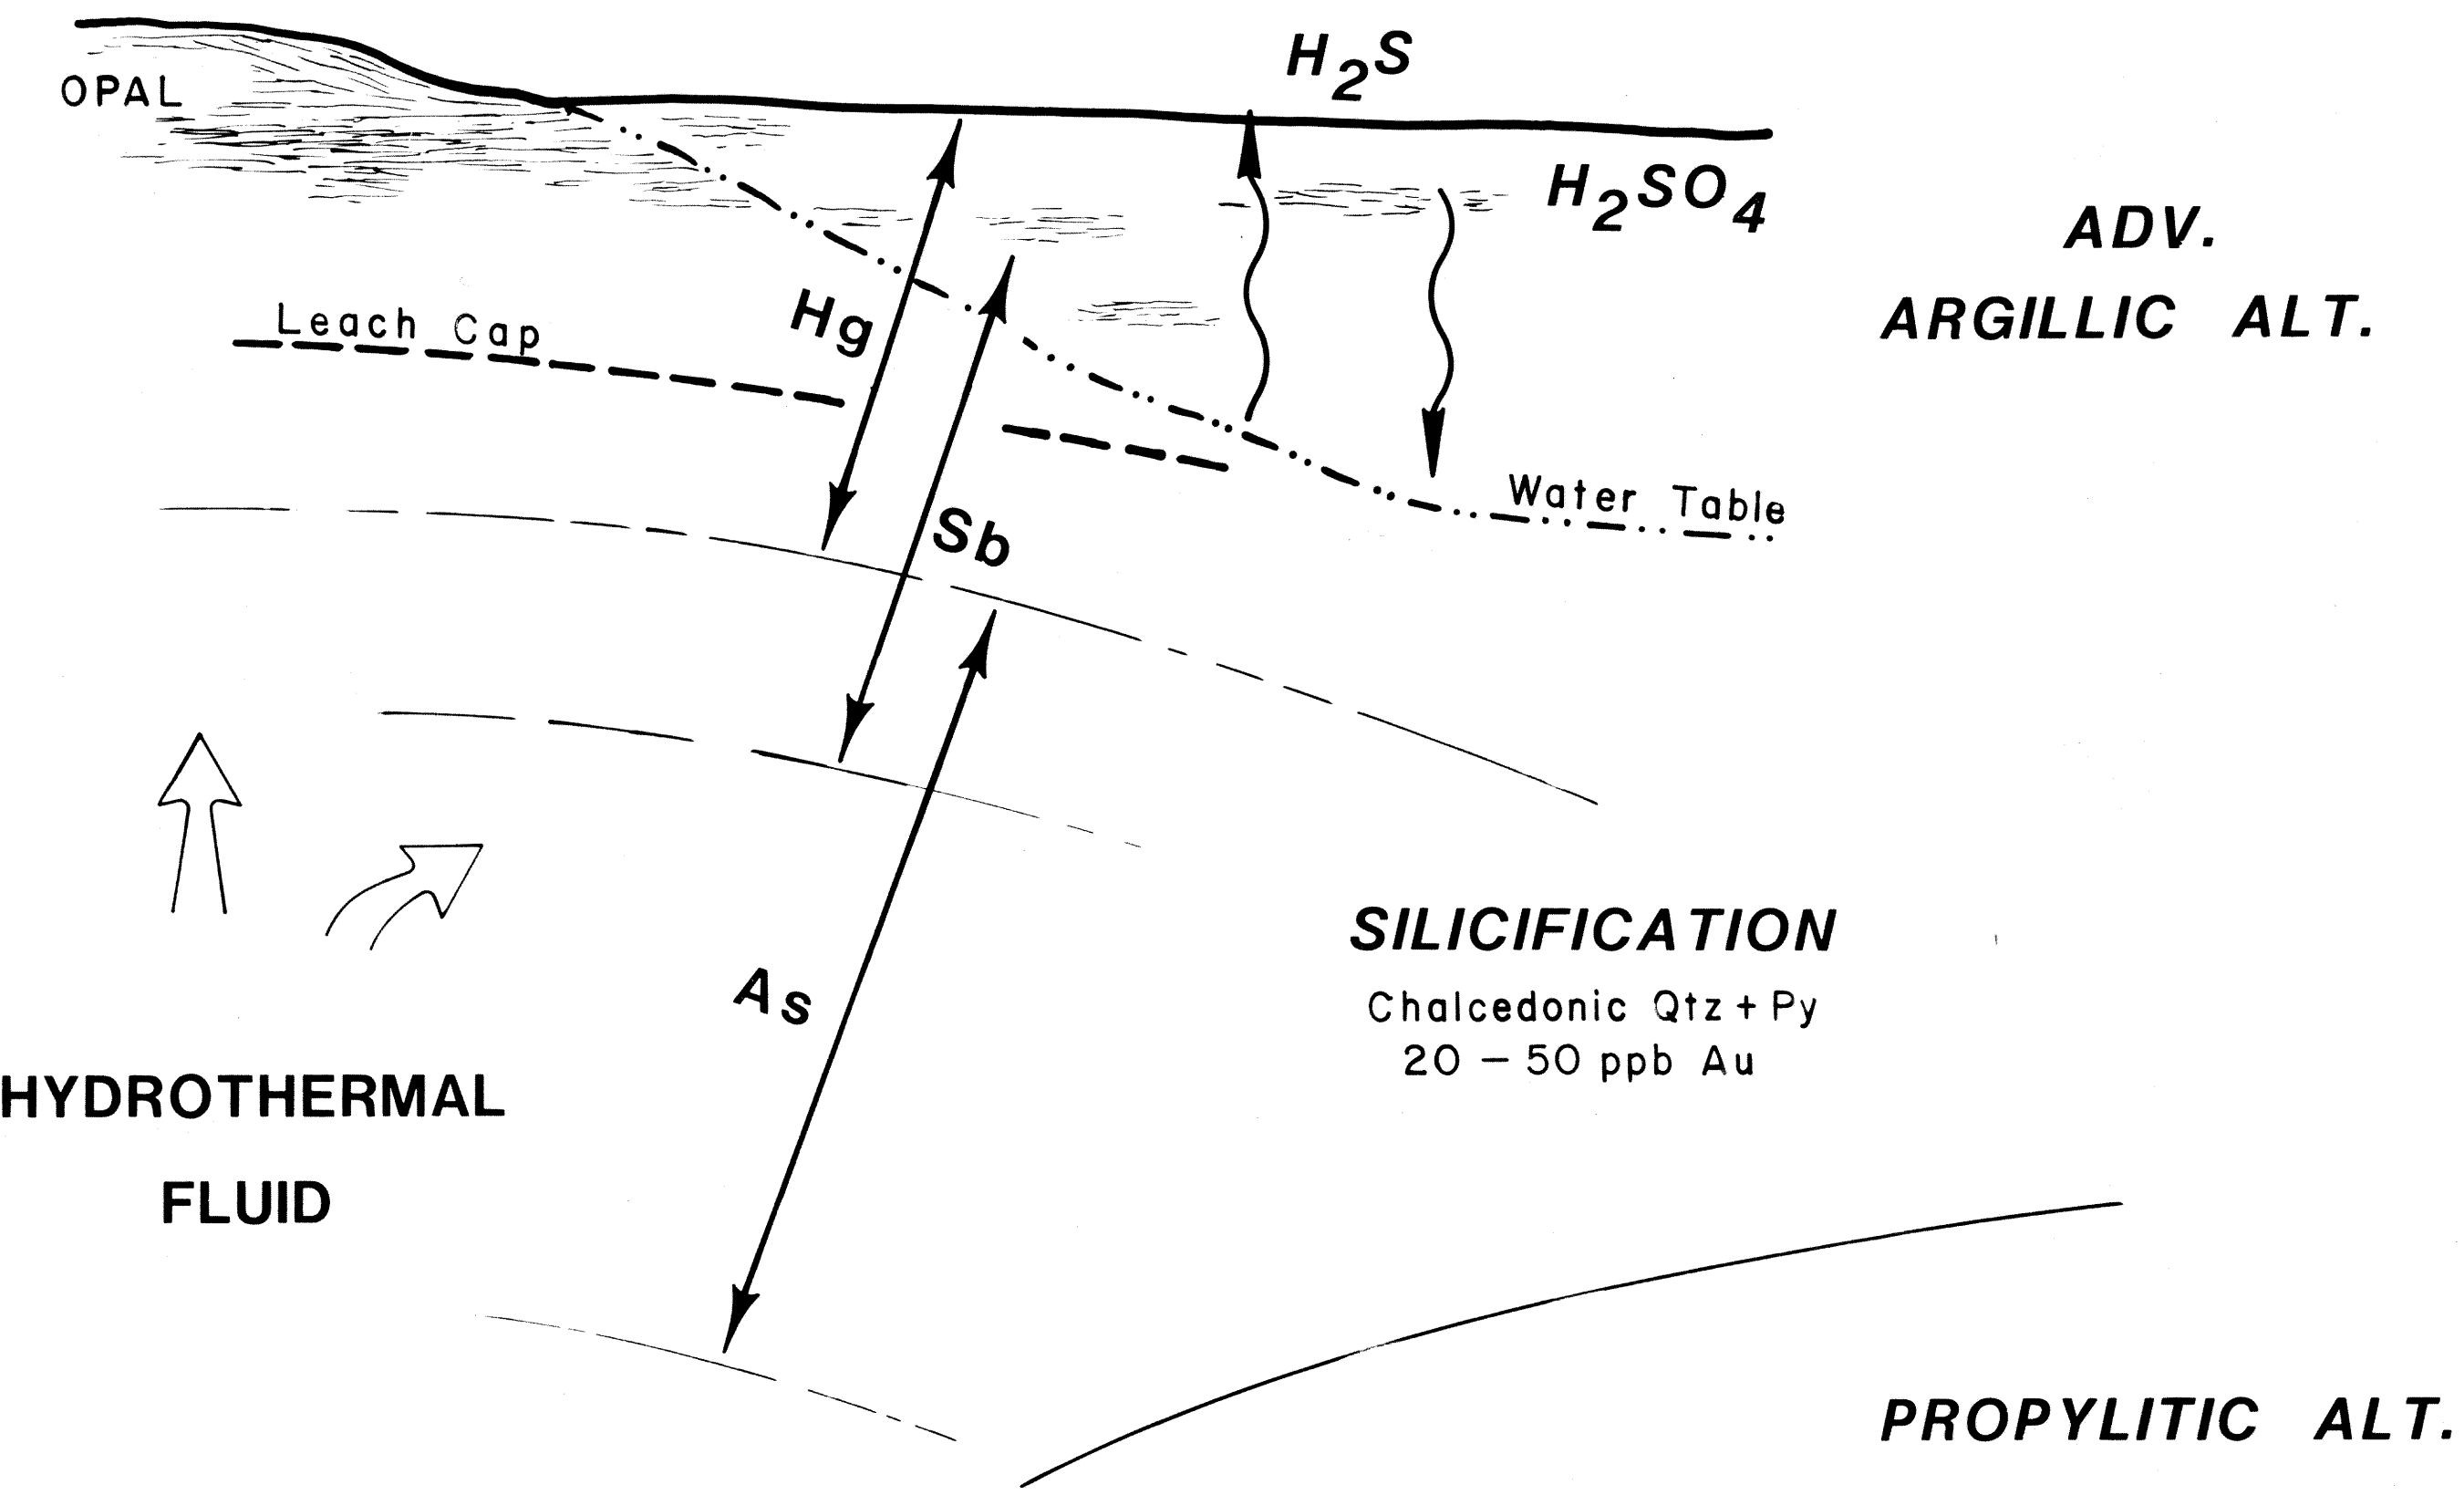 H2S
OPAL
H2SO4
ADV.
ARGILLIC ALT.
Leach Cap
Hg
Water Table
Sb
SILICIFICATION
As
Chalcedonic Qtz + Py
20 – 50 ppb Au
HYDROTHERMAL
FLUID
PROPYLITIC ALT.